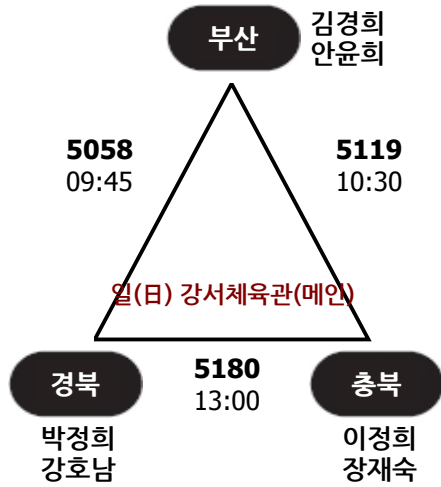 부산
김경희
안윤희
5058
09:45
5119
10:30
일(日) 강서체육관(메인)
경북
5180
13:00
충북
박정희
강호남
이정희
장재숙